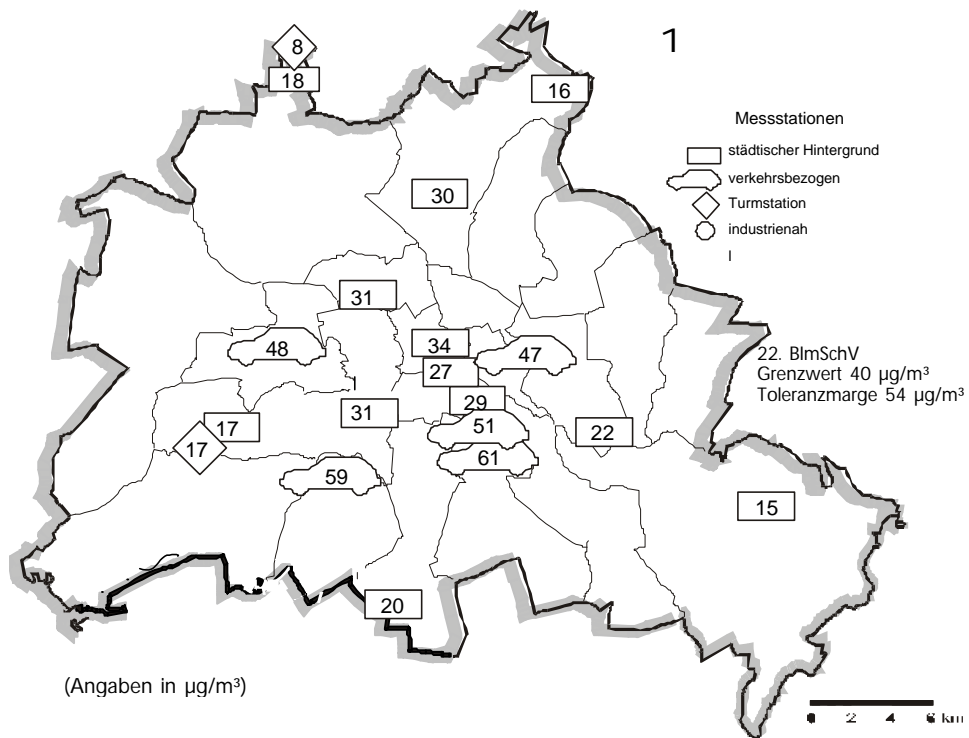 1
8
18
16
Messstationen
städtischer Hintergrund
verkehrsbezogen
Turmstation
industrienah
l
30
31
34
48
47
27
22. BImSchV
Grenzwert 40 µg/m³
Toleranzmarge 54 µg/m³
29
31
17
51
22
17
61
59
15
20
(Angaben in µg/m³)
0 2 4 6 km